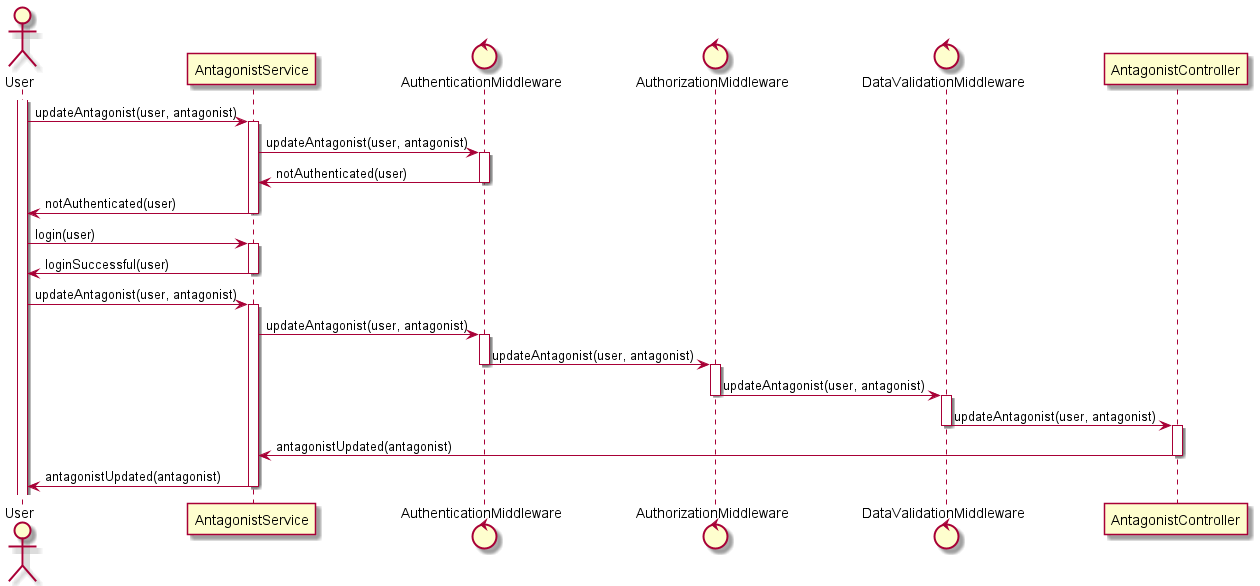 User
AntagonistService
AuthenticationMiddleware
AuthorizationMiddleware
DataValidationMiddleware
AntagonistController
updateAntagonist(user, antagonist)
updateAntagonist(user, antagonist)
notAuthenticated(user)
notAuthenticated(user)
login(user)
loginSuccessful(user)
updateAntagonist(user, antagonist)
updateAntagonist(user, antagonist)
updateAntagonist(user, antagonist)
updateAntagonist(user, antagonist)
updateAntagonist(user, antagonist)
antagonistUpdated(antagonist)
antagonistUpdated(antagonist)
User
AntagonistService
AuthenticationMiddleware
AuthorizationMiddleware
DataValidationMiddleware
AntagonistController